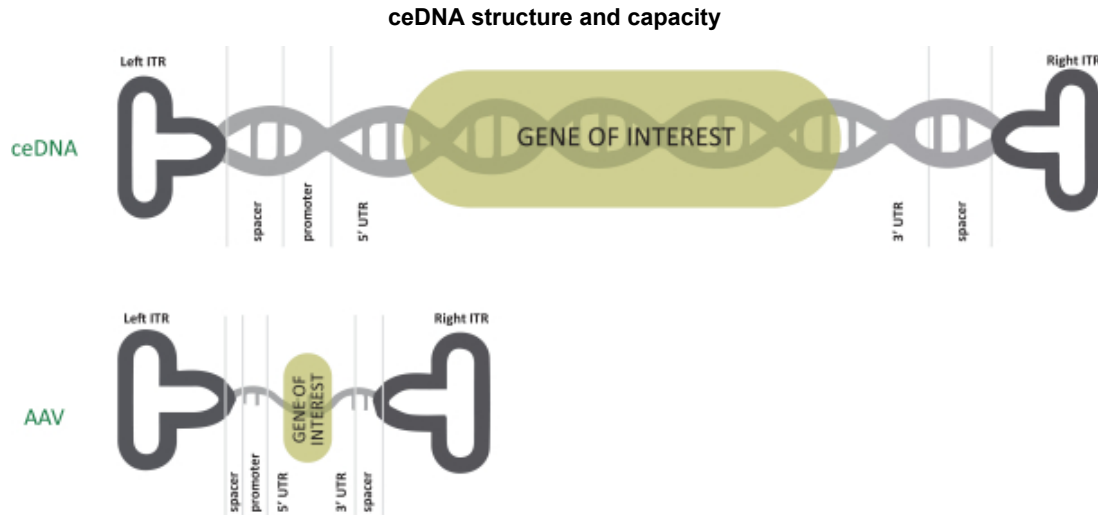 ceDNA structure and capacity
Left ITR
Right ITR
ceDNA
GENE OF INTEREST
spacer
promoter
5' UTR
3' UTR
spacer
Left ITR
Right ITR
AAV
GENE OF
INTEREST
spacer
promoter
5' UTR
3' UTR
spacer